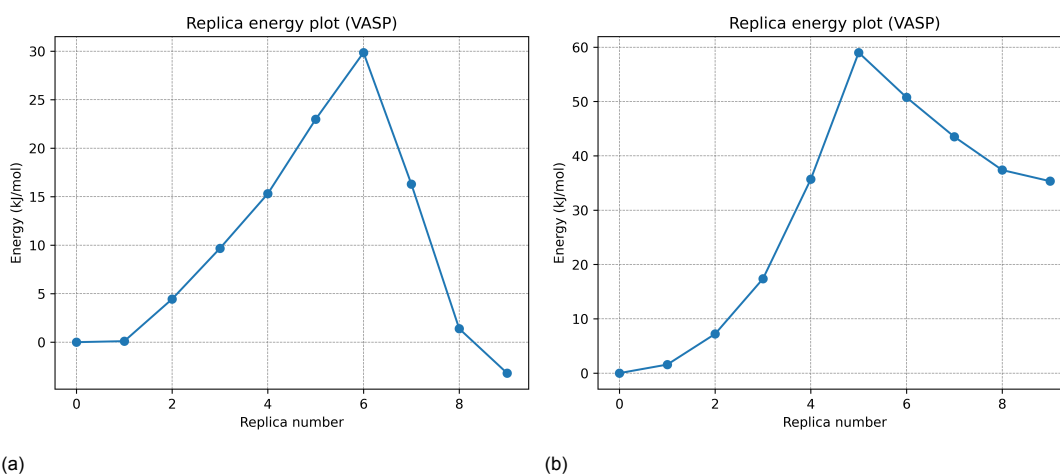 Replica energy plot (VASP)
30
25
20
15
10
5
0
Energy (kJ/mol)
0 2 4 6 8
Replica number
(a)
Replica energy plot (VASP)
60
50
40
30
20
10
0
Energy (kJ/mol)
0 2 4 6 8
Replica number
(b)